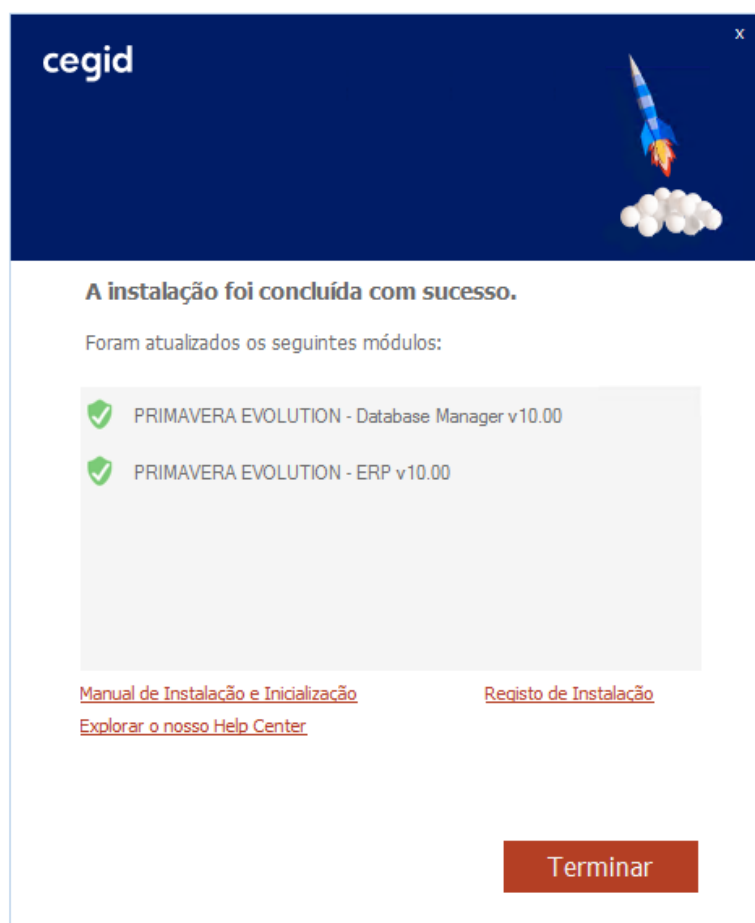 x
cegid
A instalação foi concluída com sucesso.
Foram atualizados os seguintes módulos:
PRIMAVERA EVOLUTION - Database Manager v10.00
PRIMAVERA EVOLUTION - ERP v10.00
Manual de Instalação e Inicialização
Registo de Instalação
Explorar o nosso Help Center
Terminar